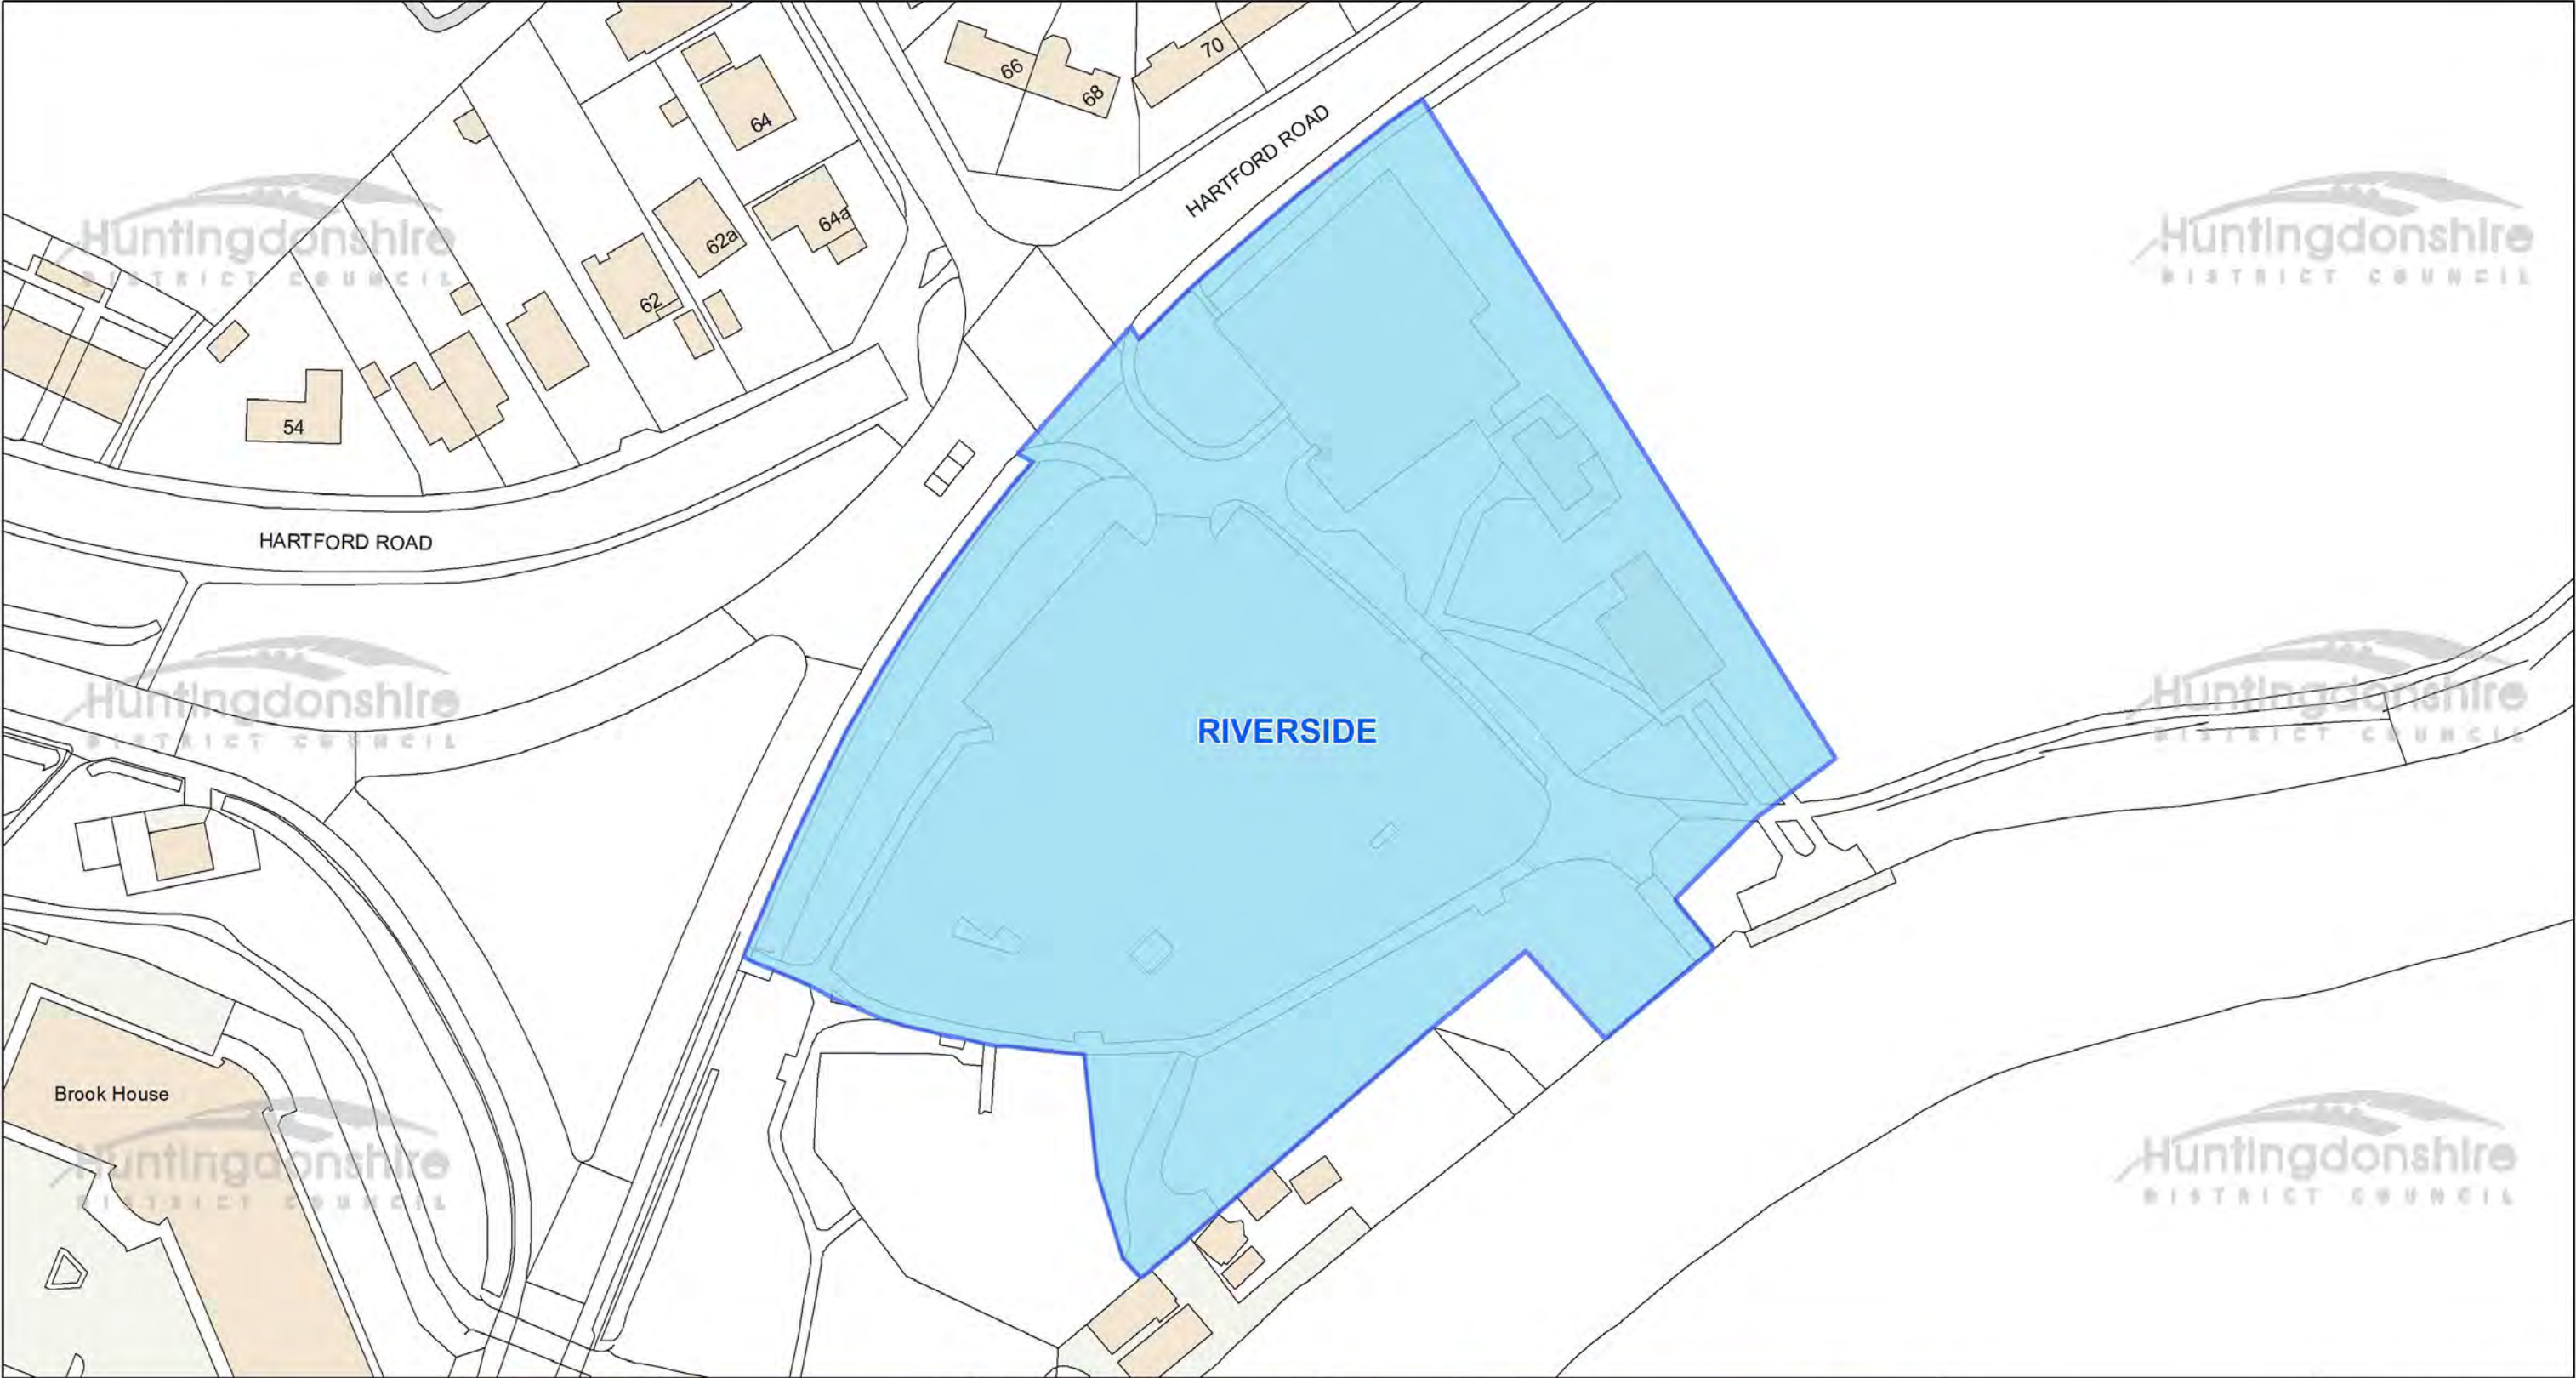 66
70
68
64
HARTFORD ROAD
64a
62a
62
54
HARTFORD ROAD
RIVERSIDE
Brook House
Huntingdonshire
DISTRICT COUNCIL
Huntingdonshire
DISTRICT COUNCIL
Huntingdonshire
DISTRICT COUNCIL
Huntingdonshire
DISTRICT COUNCIL
Huntingdonshire
DISTRICT COUNCIL
Huntingdonshire
DISTRICT COUNCIL